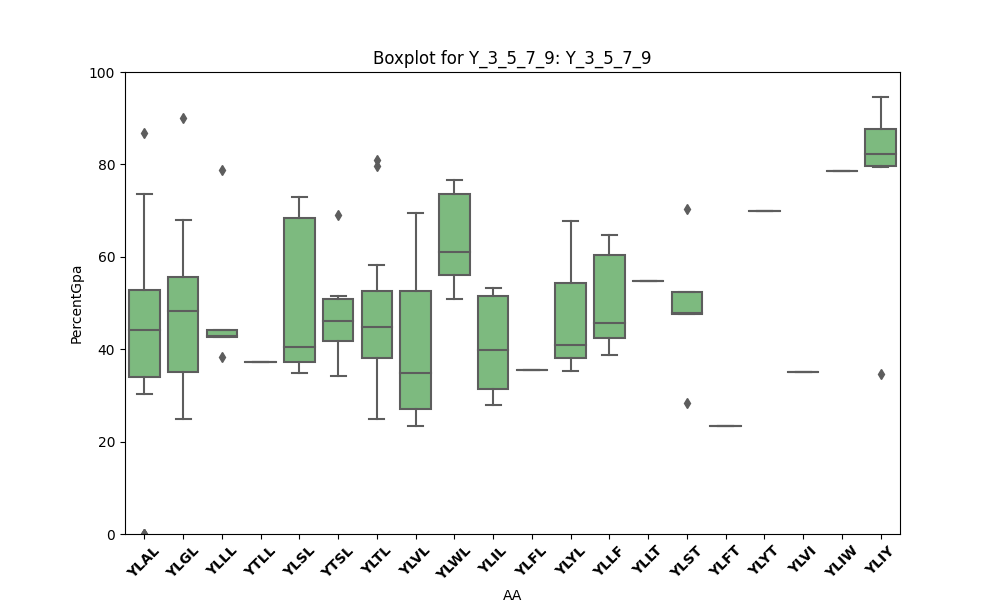 Boxplot for Y_3_5_7_9: Y_3_5_7_9
100
80
60
40
20
0
PercentGpa
YLAL YLGL YLLL YTLL YLSL YTSL YLTL YLVL YLWL YLIL YLFL YLYL YLLF YLLT YLST YLFT YLYT YLVI YLIW YLIY
AA